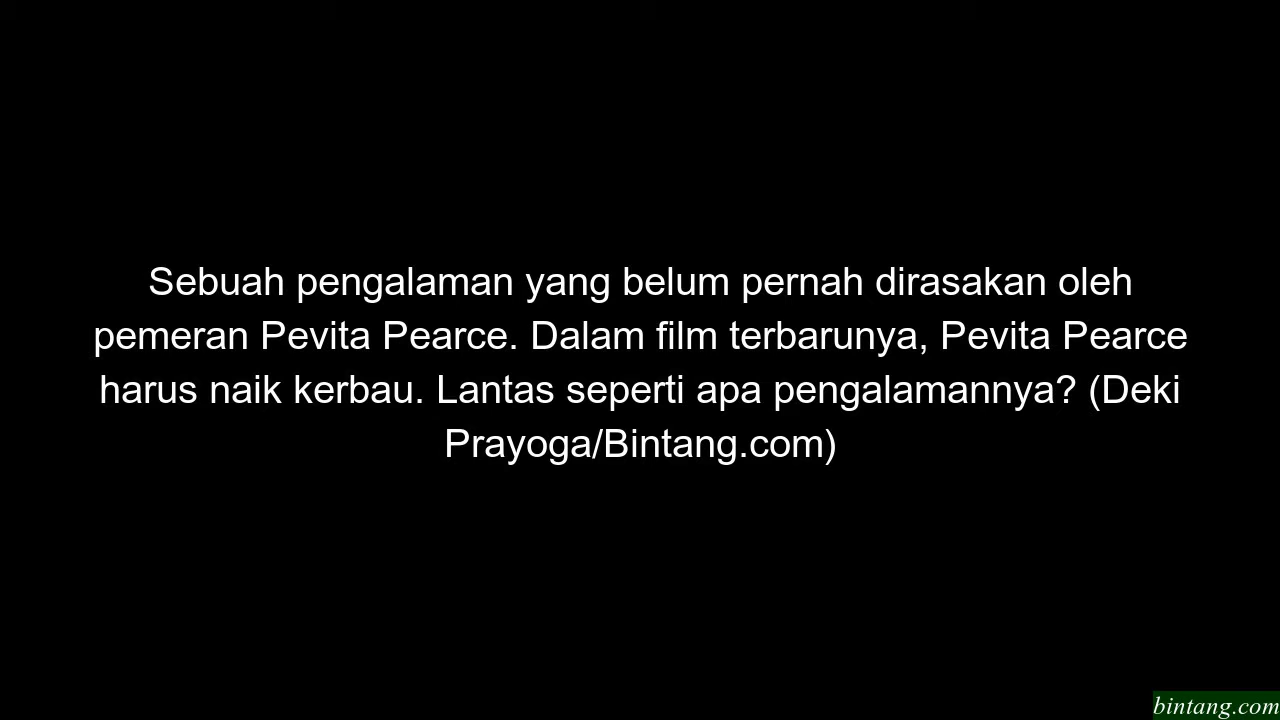 Sebuah pengalaman yang belum pernah dirasakan oleh
pemeran Pevita Pearce. Dalam film terbarunya, Pevita Pearce
harus naik kerbau. Lantas seperti apa pengalamannya? (Deki
Prayoga/Bintang.com)
bintang.com